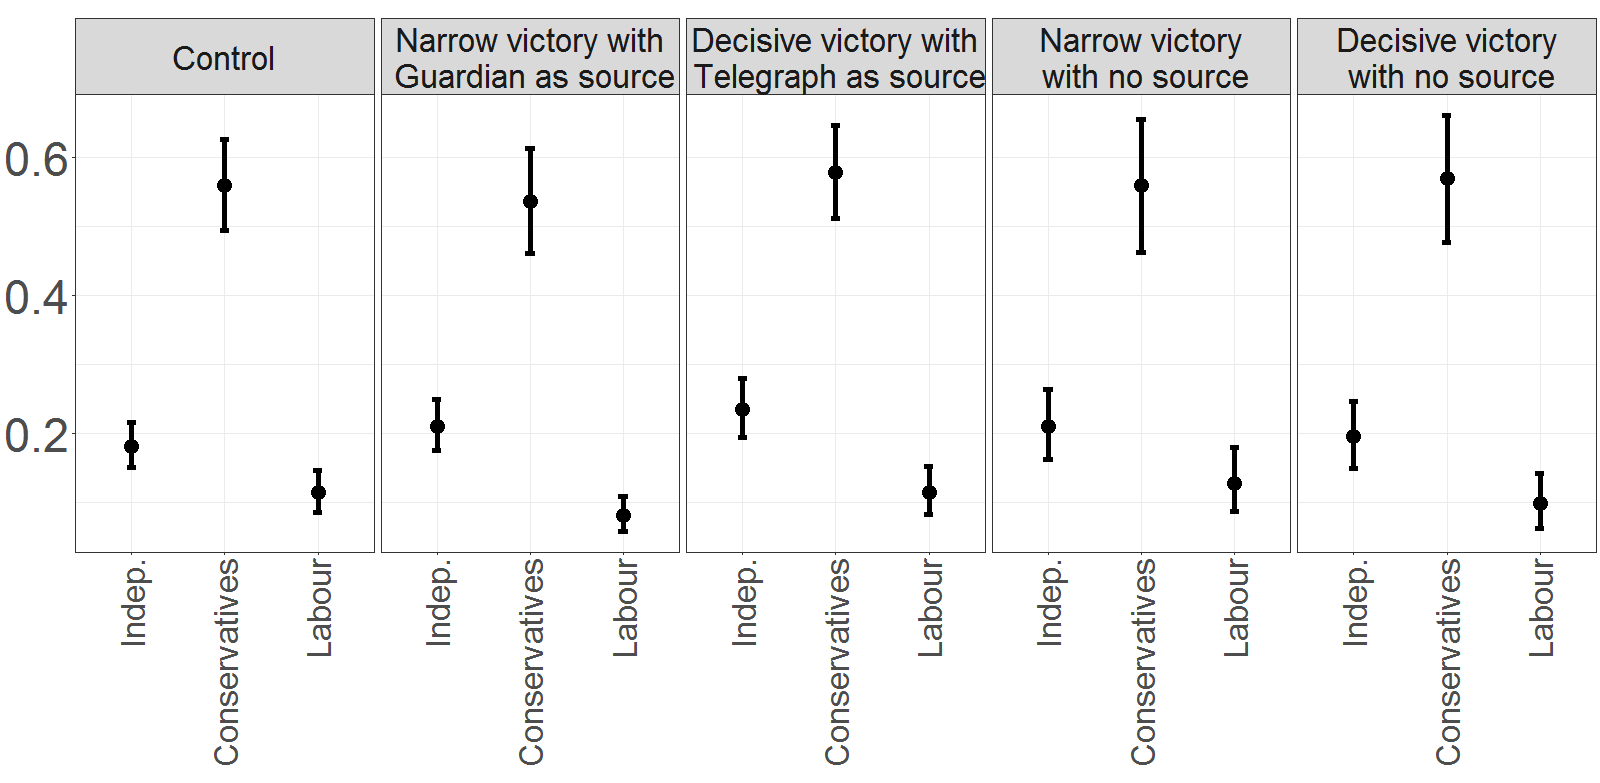 Control
Narrow victory with
Guardian as source
Decisive victory with
Telegraph as source
Narrow victory
with no source
Decisive victory
with no source
0.6
0.4
0.2
Indep.
Conservatives
Labour
Indep.
Conservatives
Labour
Indep.
Conservatives
Labour
Indep.
Conservatives
Labour
Indep.
Conservatives
Labour